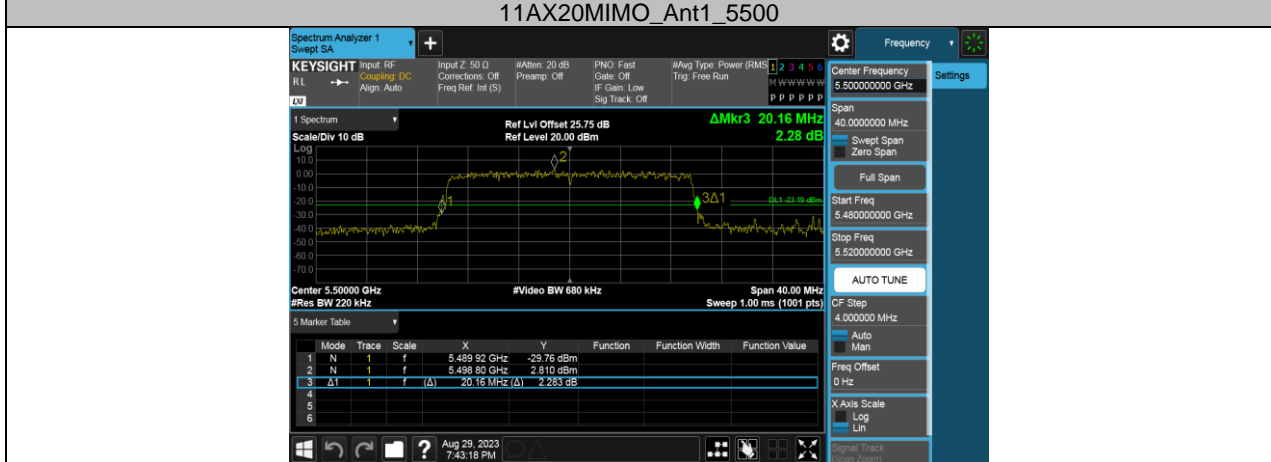 11AX20MIMO_Ant1_5500
Spectrum Analyzer 1
Swept SA
+
Frequency
KEYSIGHT Input: RF
RL Coupling: DC
Align: Auto
LXI
Input Z: 50 Ω
Corrections: Off
Freq Ref: Int (S)
#Atten: 20 dB
Preamp: Off
PNO: Fast
Gate: Off
IF Gain: Low
Sig Track: Off
#Avg Type: Power (RMS
Trig: Free Run
1 2 3 4 5 6
M W W W W W
P P P P P P
1 Spectrum
Scale/Div 10 dB
Ref Lvl Offset 25.75 dB
Ref Level 20.00 dBm
ΔMkr3 20.16 MHz
2.28 dB
Log
10.0
0.00
-10.0
-20.0
-30.0
-40.0
-50.0
-60.0
-70.0
2
1
3Δ1
DL1 -23.19 dBm
Center 5.50000 GHz
#Video BW 680 kHz
Span 40.00 MHz
#Res BW 220 kHz
Sweep 1.00 ms (1001 pts)
5 Marker Table
Mode Trace Scale X Y Function Function Width Function Value
1 N 1 f 5.489 92 GHz -29.76 dBm
2 N 1 f 5.498 80 GHz 2.810 dBm
3 Δ1 1 f (Δ) 20.16 MHz (Δ) 2.283 dB
4
5
6
?
Aug 29, 2023
7:43:18 PM
Center Frequency
5.500000000 GHz
Settings
Span
40.0000000 MHz
Swept Span
Zero Span
Full Span
Start Freq
5.480000000 GHz
Stop Freq
5.520000000 GHz
AUTO TUNE
CF Step
4.000000 MHz
Auto
Man
Freq Offset
0 Hz
X Axis Scale
Log
Lin
Signal Track
(Span Zoom)